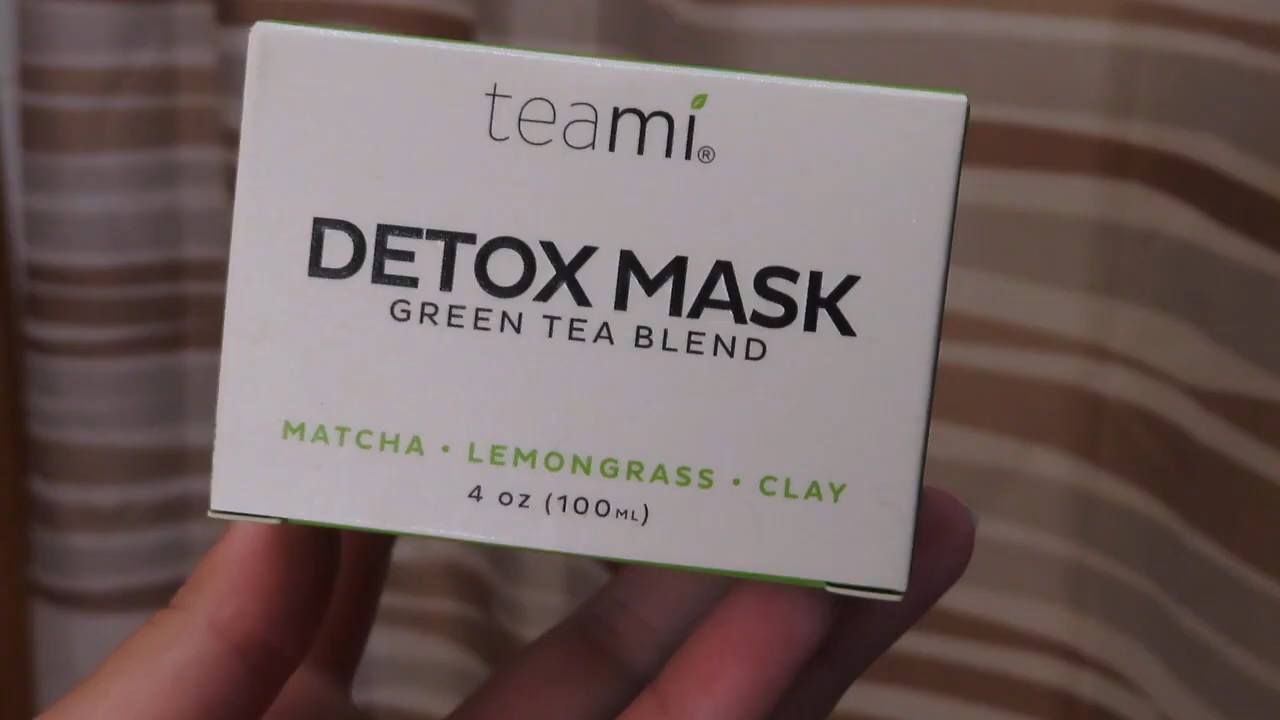 teami®
DETOX MASK
GREEN TEA BLEND
MATCHA • LEMONGRASS • CLAY
4 oz (100ML)